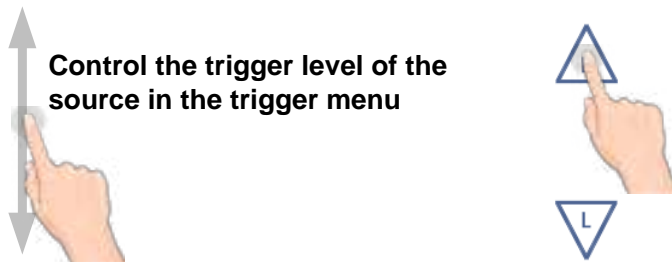 Control the trigger level of the
source in the trigger menu
L